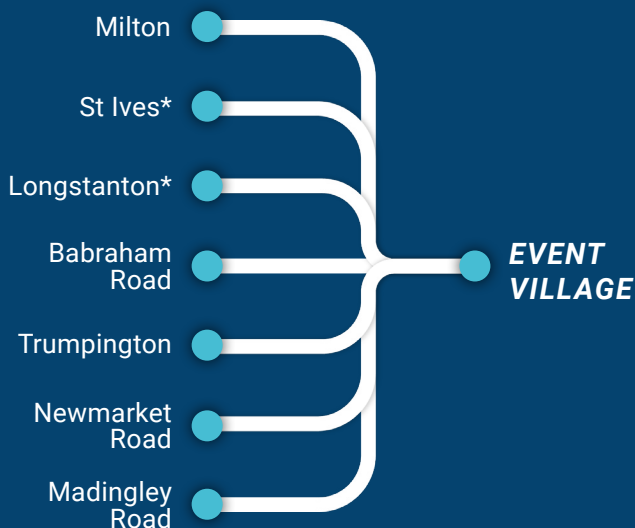 Milton
St Ives*
Longstanton*
Babraham
Road
EVENT
VILLAGE
Trumpington
Newmarket
Road
Madingley
Road